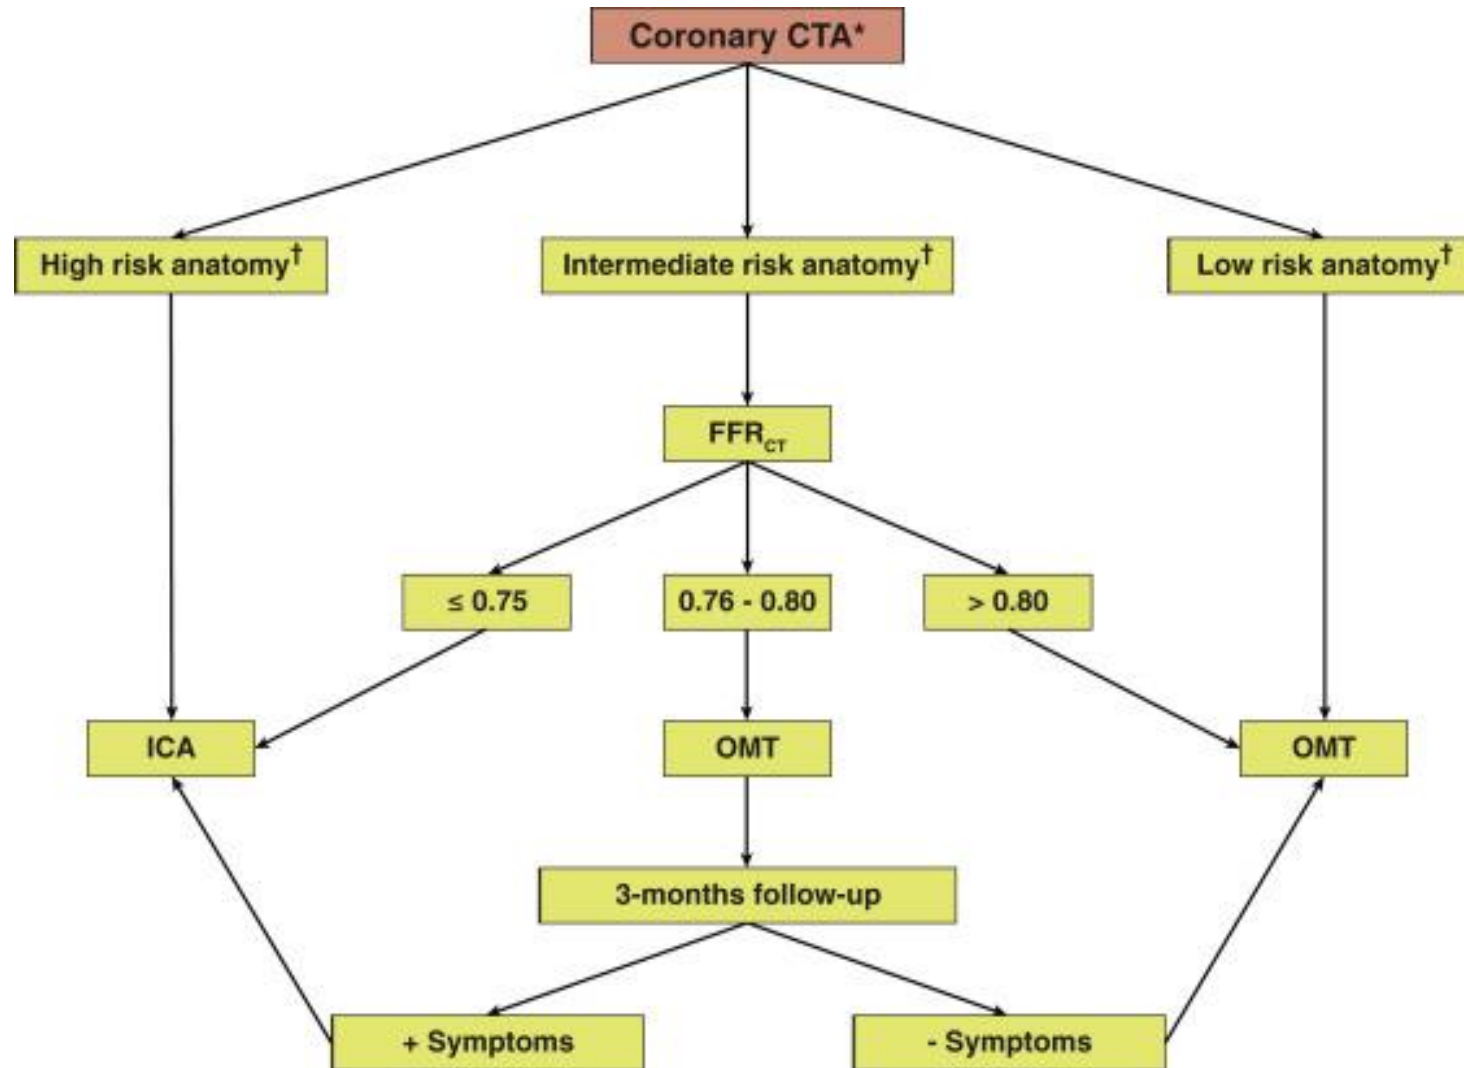 Coronary CTA*
High risk anatomy†
Intermediate risk anatomy†
Low risk anatomy†
FFRCT
≤ 0.75
0.76 - 0.80
> 0.80
ICA
OMT
OMT
3-months follow-up
+ Symptoms
- Symptoms